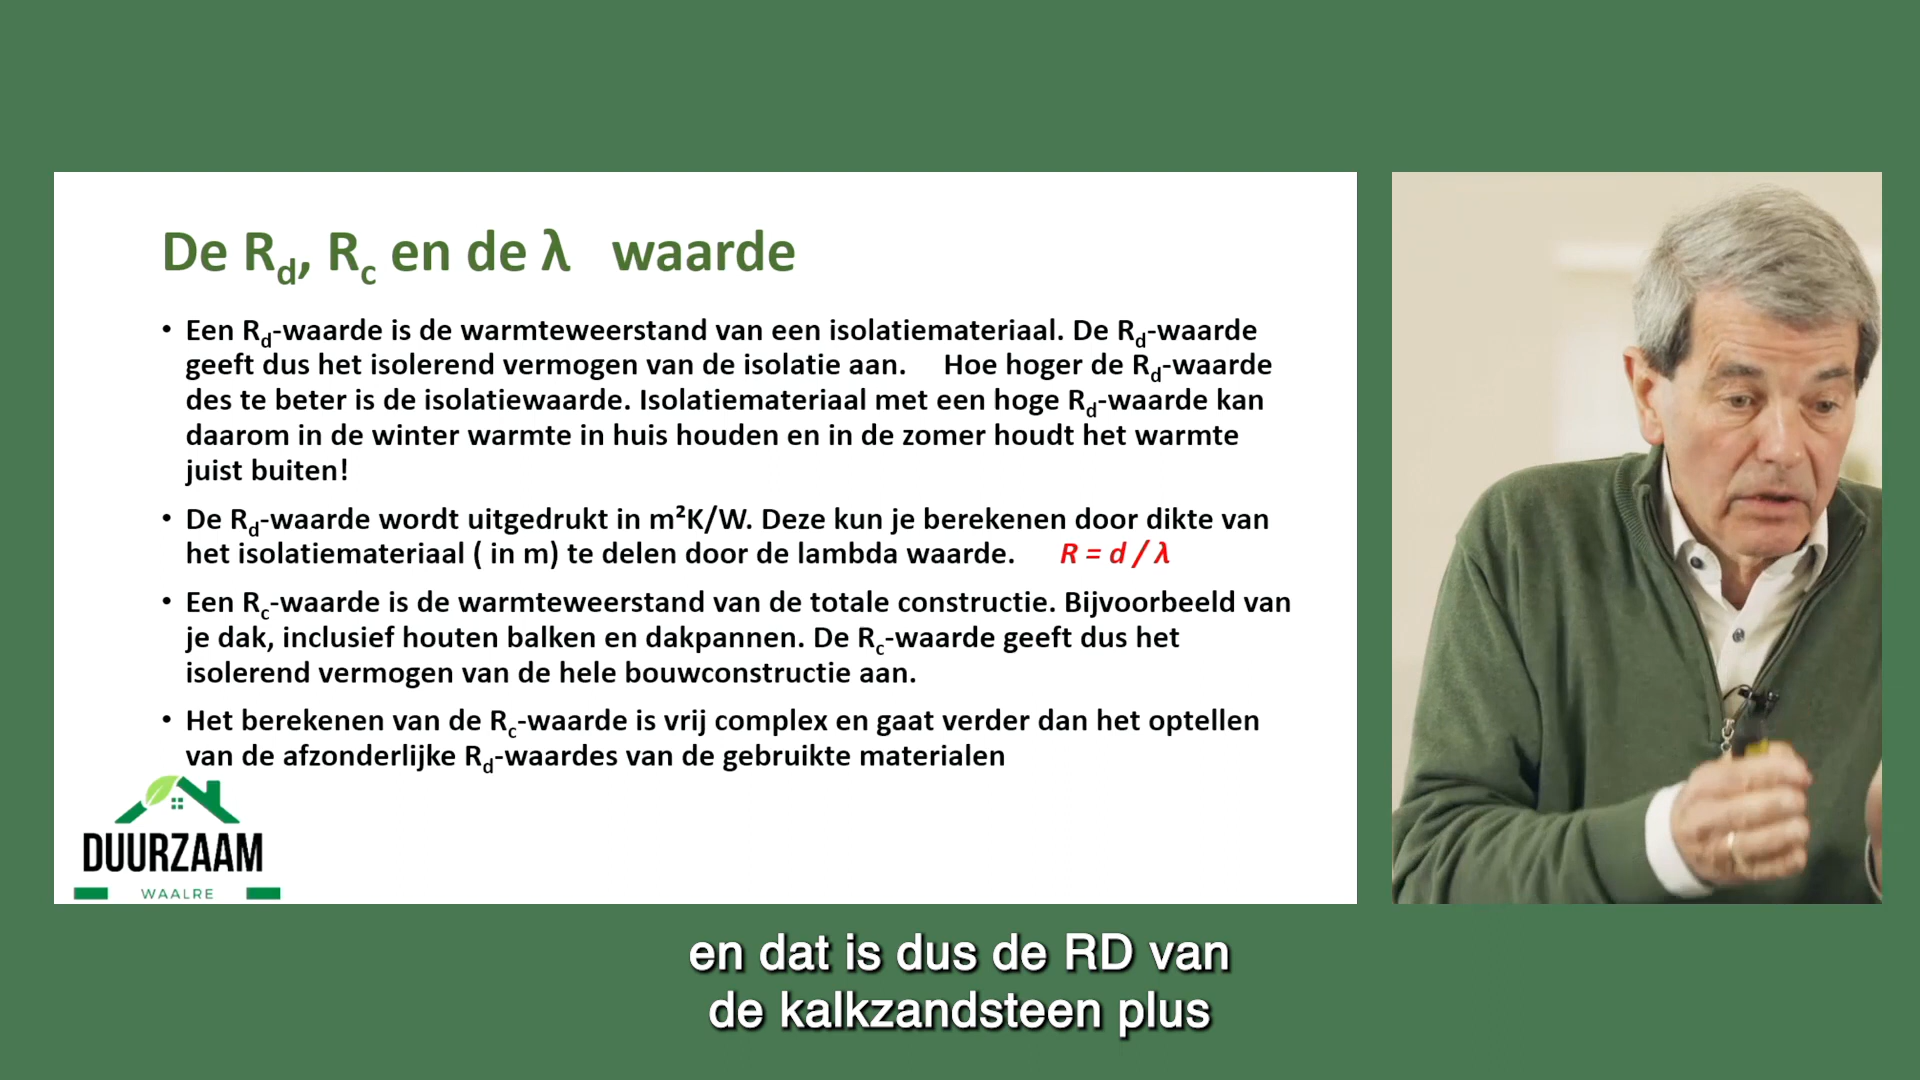 De Rd, Rc en de λ waarde
• Een Rd-waarde is de warmteweerstand van een isolatiemateriaal. De Rd-waarde
geeft dus het isolerend vermogen van de isolatie aan. Hoe hoger de Rd-waarde
des te beter is de isolatiewaarde. Isolatiemateriaal met een hoge Rd-waarde kan
daarom in de winter warmte in huis houden en in de zomer houdt het warmte
juist buiten!
• De Rd-waarde wordt uitgedrukt in m²K/W. Deze kun je berekenen door dikte van
het isolatiemateriaal ( in m) te delen door de lambda waarde. R = d / λ
• Een Rc-waarde is de warmteweerstand van de totale constructie. Bijvoorbeeld van
je dak, inclusief houten balken en dakpannen. De Rc-waarde geeft dus het
isolerend vermogen van de hele bouwconstructie aan.
• Het berekenen van de Rc-waarde is vrij complex en gaat verder dan het optellen
van de afzonderlijke Rd-waardes van de gebruikte materialen
DUURZAAM
WAALRE
en dat is dus de RD van
de kalkzandsteen plus